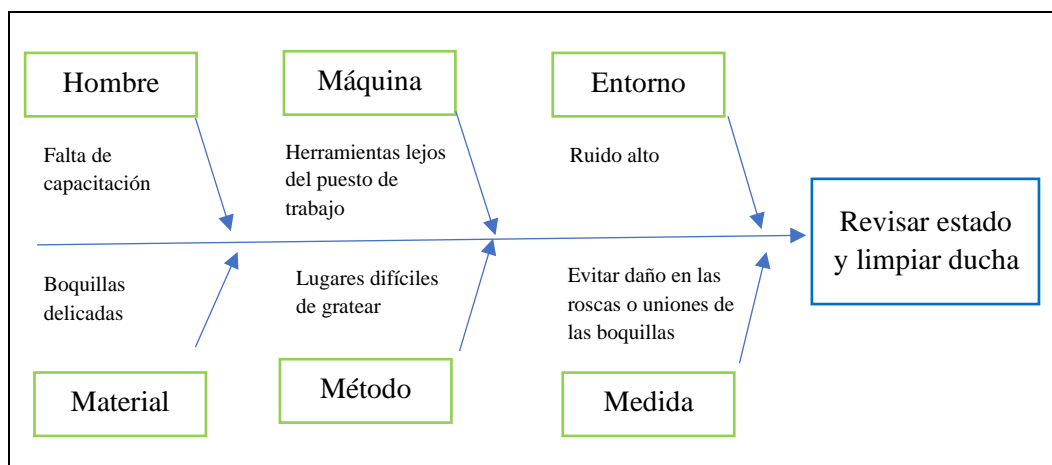 Hombre
Máquina
Entorno
Falta de
capacitación
Herramientas lejos
del puesto de
trabajo
Ruido alto
Revisar estado
y limpiar ducha
Boquillas
delicadas
Lugares difíciles
de gratear
Evitar daño en las
roscas o uniones de
las boquillas
Material
Método
Medida